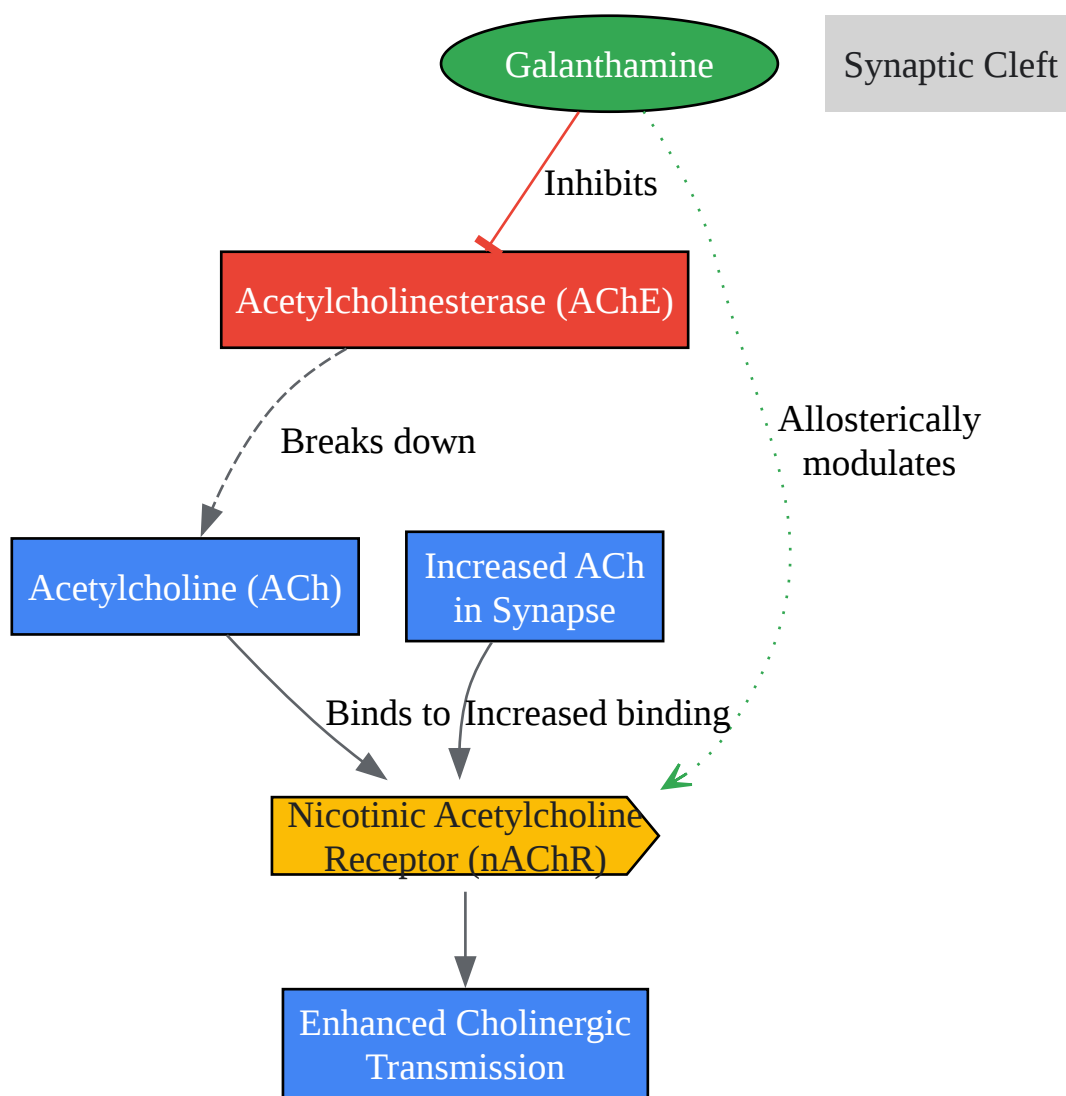 Galanthamine
Synaptic Cleft
Inhibits
Acetylcholinesterase (AChE)
Allosterically
modulates
Breaks down
Acetylcholine (ACh)
Increased ACh
in Synapse
Binds to
Increased binding
Nicotinic Acetylcholine
Receptor (nAChR)
Enhanced Cholinergic
Transmission